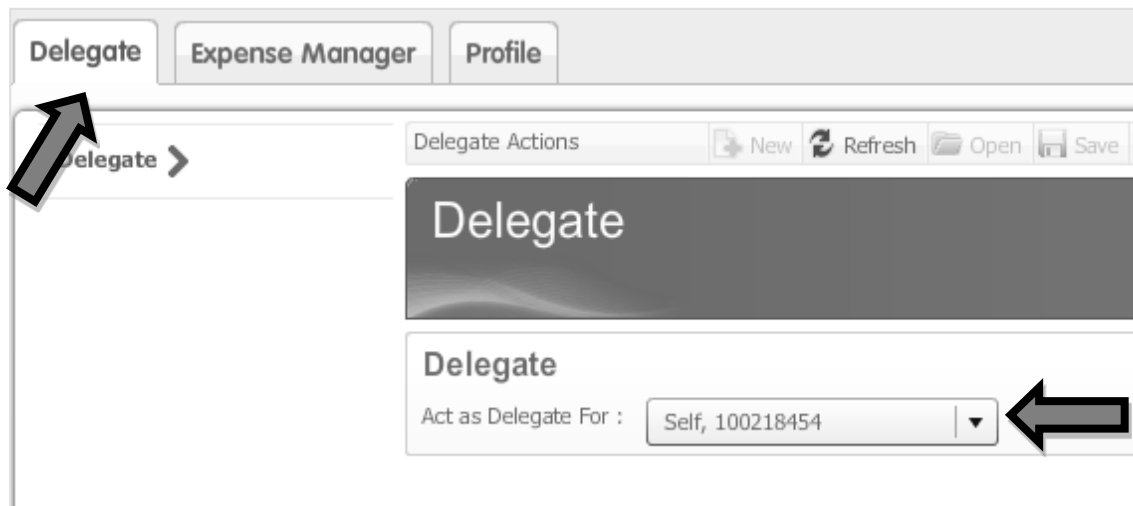 Delegate Expense Manager Profile
Delegate
Delegate Actions New Refresh Open Save
Delegate
Delegate
Act as Delegate For : Self, 100218454